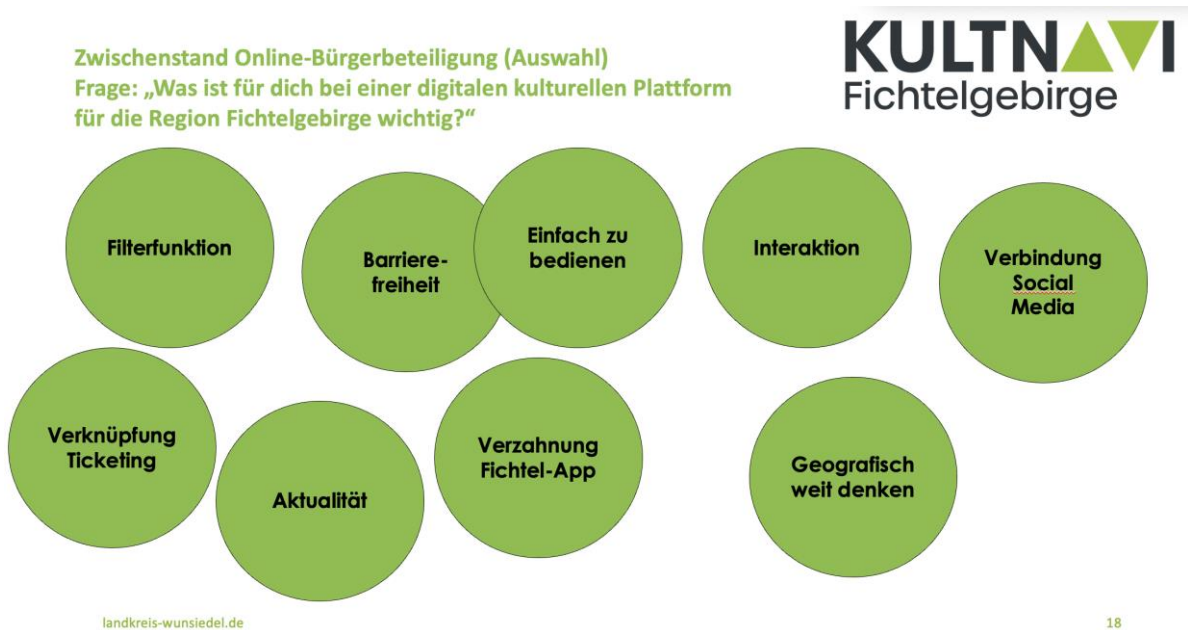 Zwischenstand Online-Bürgerbeteiligung (Auswahl)
Frage: „Was ist für dich bei einer digitalen kulturellen Plattform
für die Region Fichtelgebirge wichtig?“
KULTNAVI
Fichtelgebirge
Filterfunktion
Barriere-
freiheit
Einfach zu
bedienen
Interaktion
Verbindung
Social
Media
Verknüpfung
Ticketing
Aktualität
Verzahnung
Fichtel-App
Geografisch
weit denken
landkreis-wunsiedel.de
18